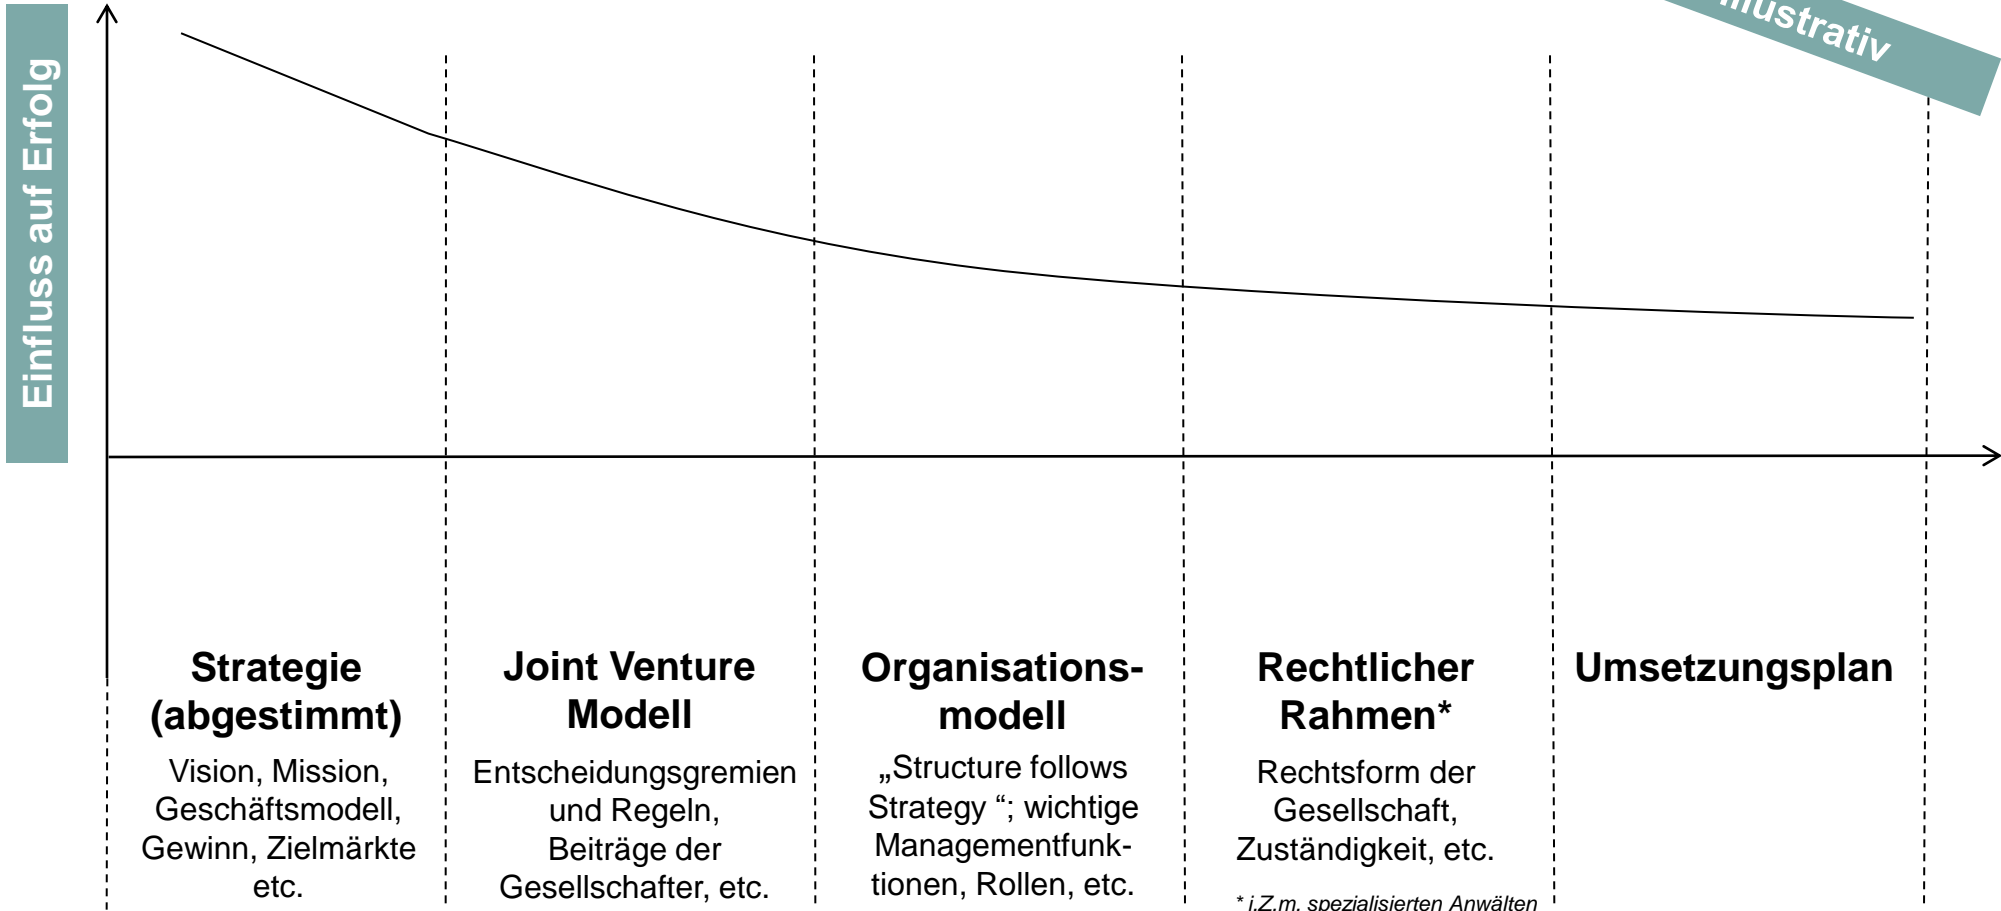 Illustrativ
Einfluss auf Erfolg
Strategie
(abgestimmt)
Vision, Mission,
Geschäftsmodell,
Gewinn, Zielmärkte
etc.
Joint Venture
Modell
Entscheidungsgremien
und Regeln,
Beiträge der
Gesellschafter, etc.
Organisations-
modell
„Structure follows
Strategy “; wichtige
Managementfunk-
tionen, Rollen, etc.
Rechtlicher
Rahmen*
Rechtsform der
Gesellschaft,
Zuständigkeit, etc.
* i.Z.m. spezialisierten Anwälten
Umsetzungsplan